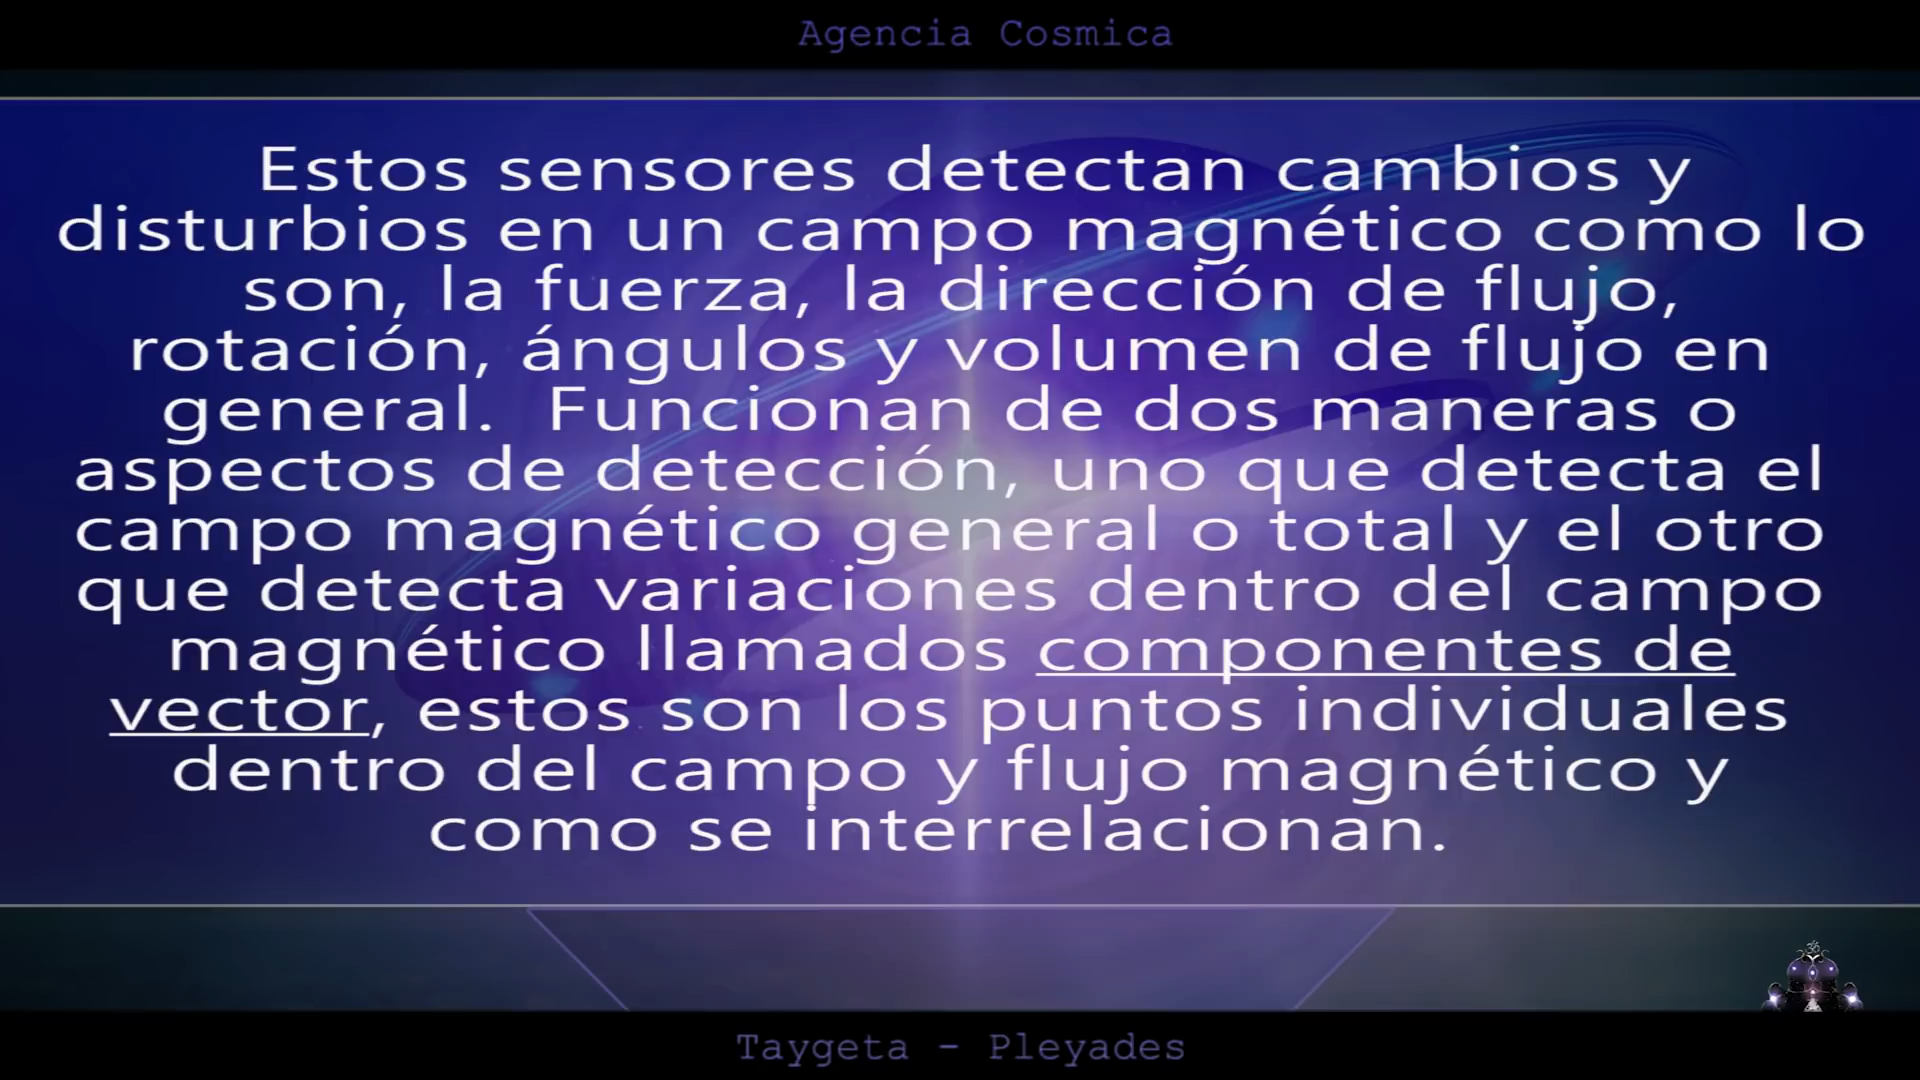 Agencia Cosmica
Estos sensores detectan cambios y
disturbios en un campo magnético como lo
son, la fuerza, la dirección de flujo,
rotación, ángulos y volumen de flujo en
general.  Funcionan de dos maneras o
aspectos de detección, uno que detecta el
campo magnético general o total y el otro
que detecta variaciones dentro del campo
magnético llamados componentes de
vector, estos son los puntos individuales
dentro del campo y flujo magnético y
como se interrelacionan.
ॐ
Taygeta - Pleyades